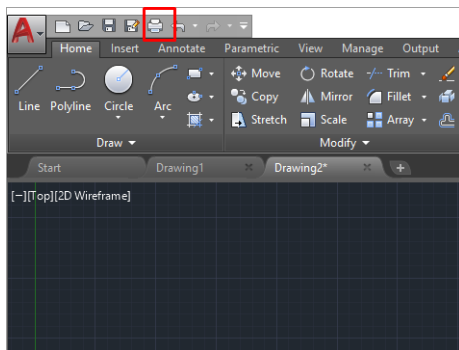 A
Home Insert Annotate Parametric View Manage Output
Line Polyline Circle Arc
Move Rotate Trim
Copy Mirror Fillet
Stretch Scale Array
Draw Modify
Start Drawing1 Drawing2*
[−][Top][2D Wireframe]